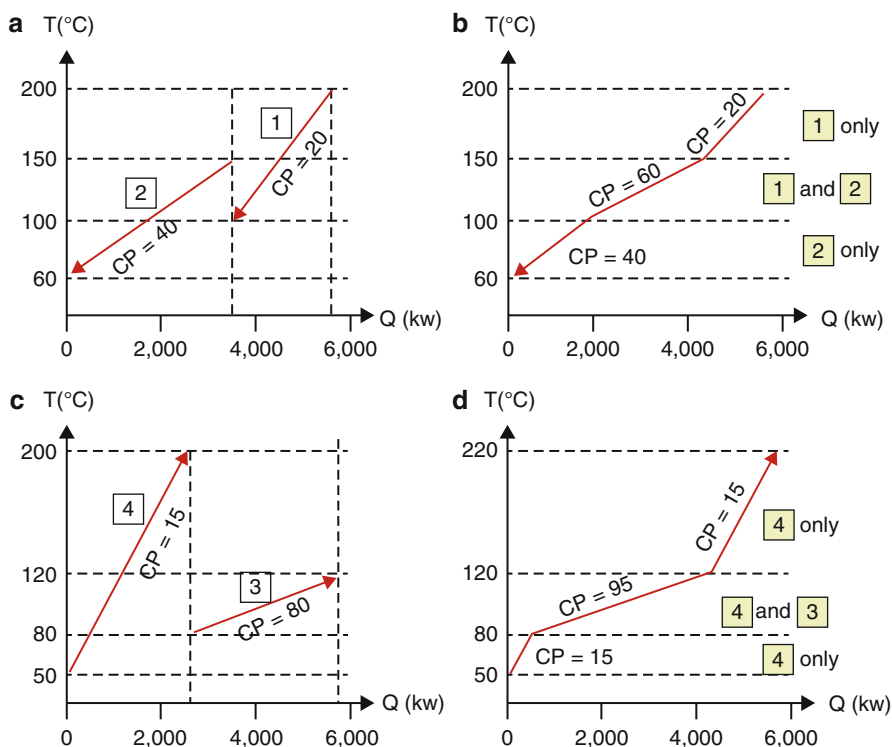 a T(°C)
200
150
100
60
1
2
CP = 20
CP = 40
Q (kw)
0 2,000 4,000 6,000
b T(°C)
200
150
100
60
CP = 20
CP = 60
CP = 40
1 only
1 and 2
2 only
Q (kw)
0 2,000 4,000 6,000
c T(°C)
200
120
80
50
4
3
CP = 15
CP = 80
Q (kw)
0 2,000 4,000 6,000
d T(°C)
220
120
80
50
CP = 15
CP = 95
CP = 15
4 only
4 and 3
4 only
Q (kw)
0 2,000 4,000 6,000